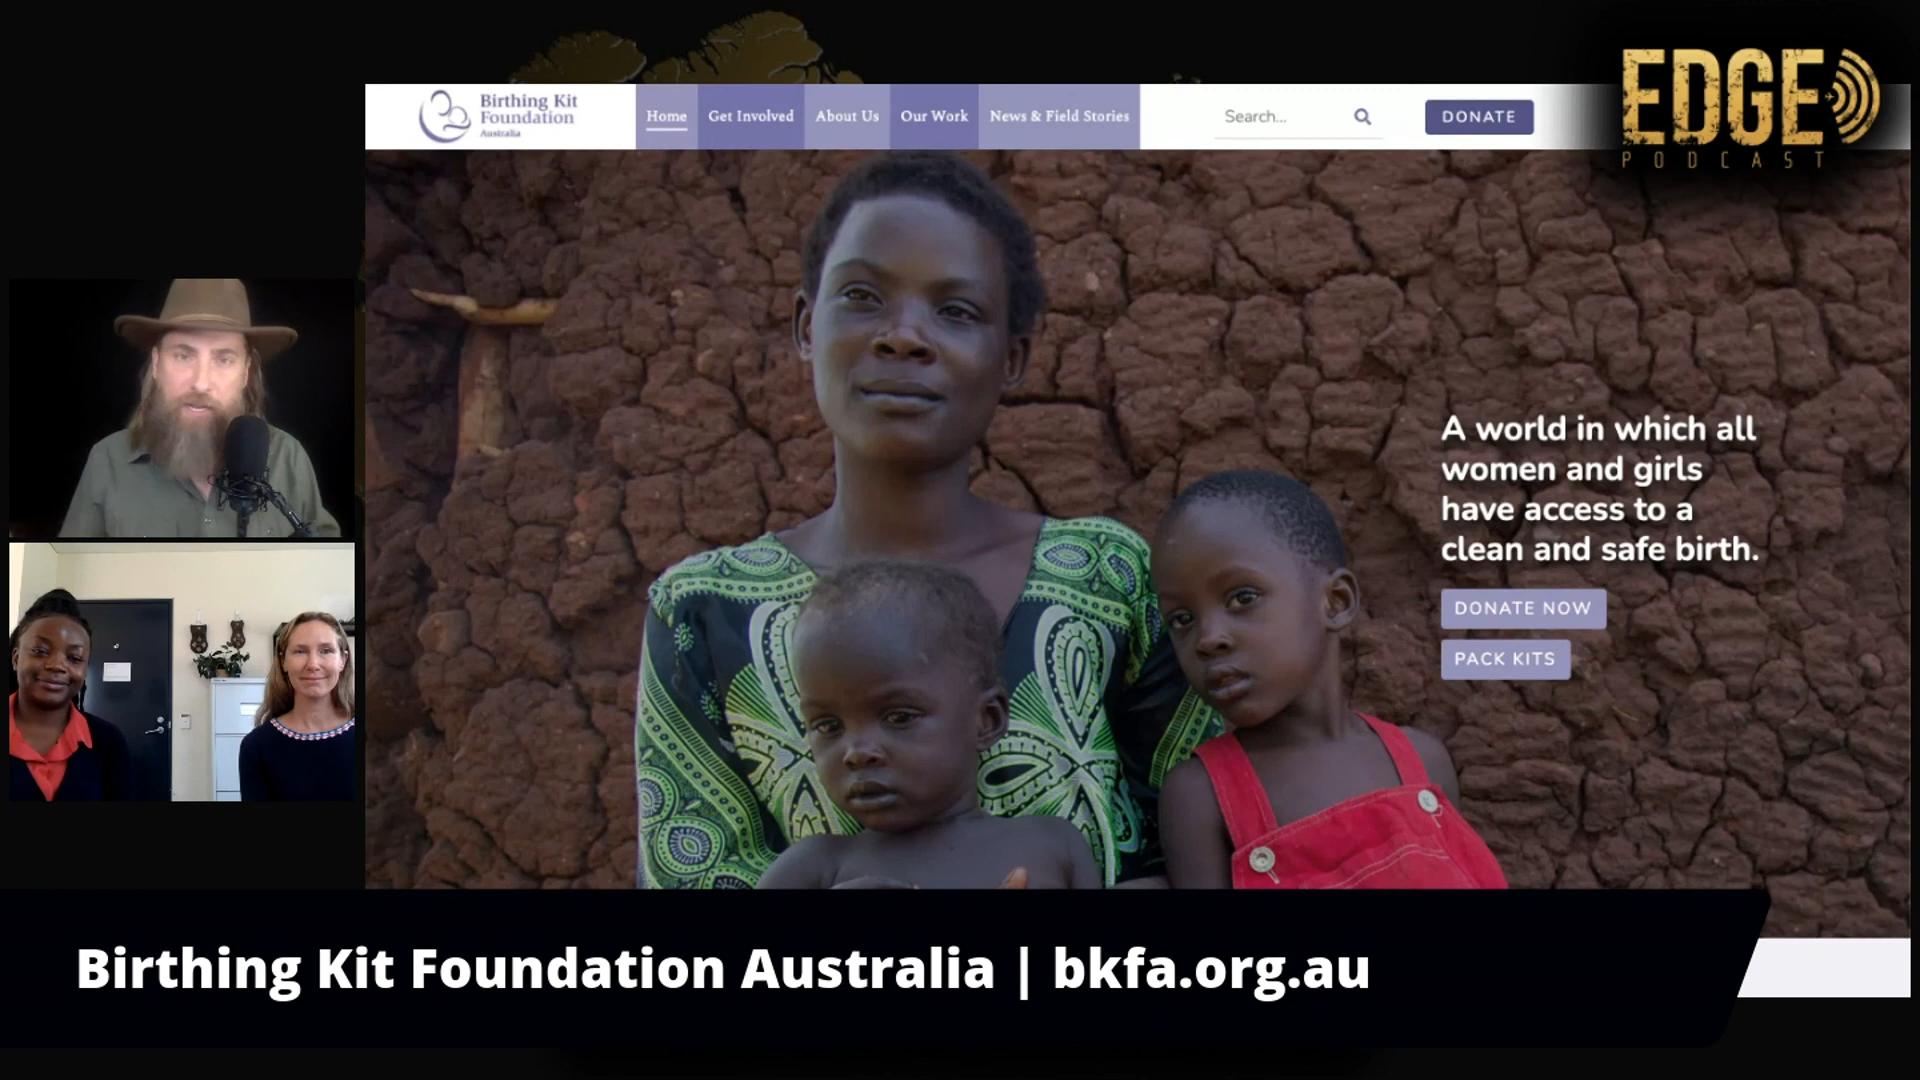 EDGE
PODCAST
Birthing Kit
Foundation
Australia
Home
Get Involved
About Us
Our Work
News & Field Stories
Search...
DONATE
A world in which all
women and girls
have access to a
clean and safe birth.
DONATE NOW
PACK KITS
Birthing Kit Foundation Australia | bkfa.org.au